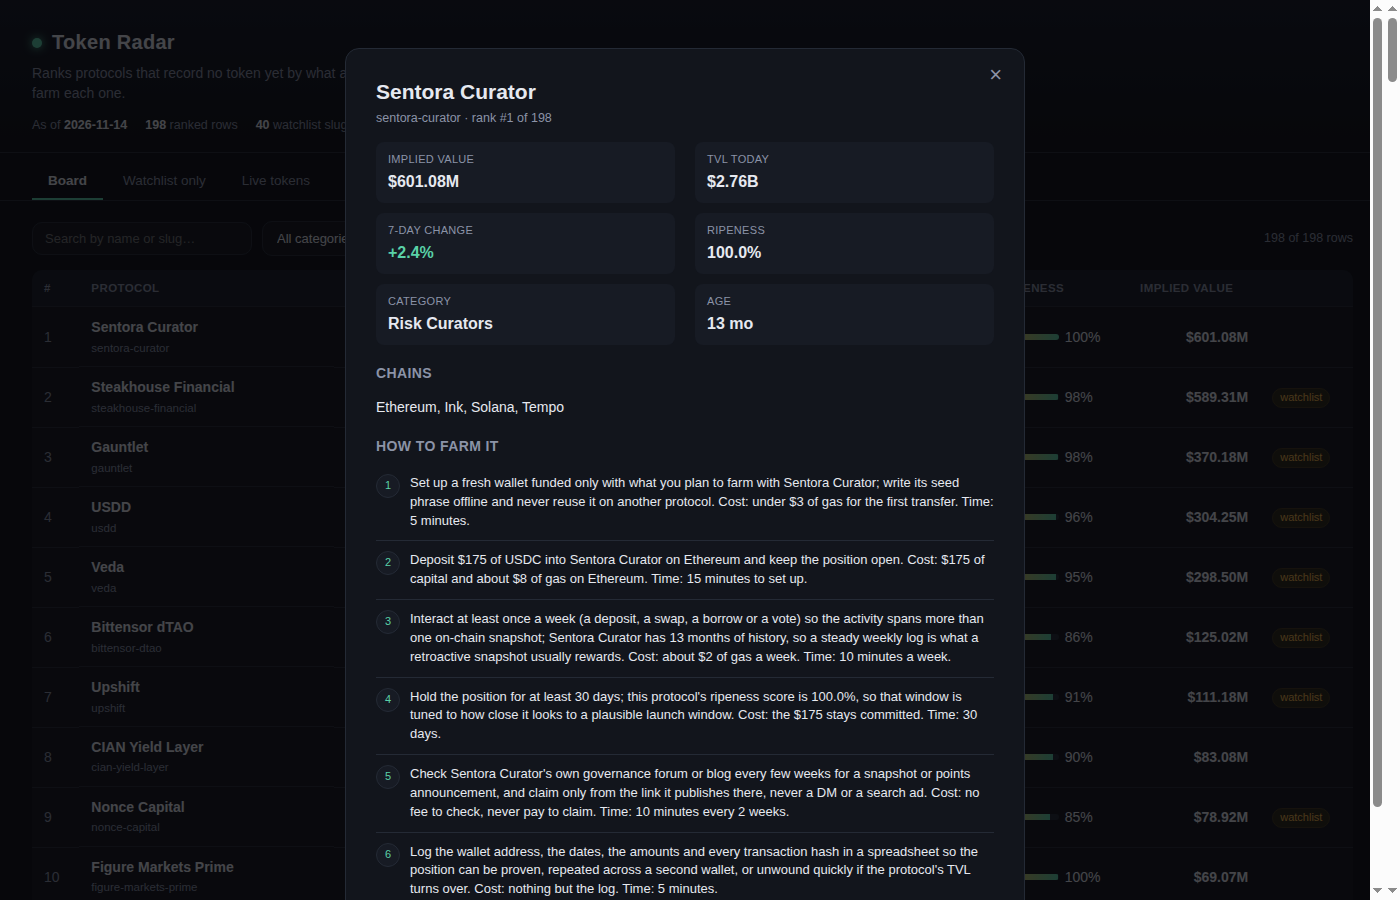 Token Radar
Ranks protocols that record no token yet by what a
farm each one.
As of 2026-11-14 198 ranked rows 40 watchlist slug
Board Watchlist only Live tokens
Search by name or slug…
All categorie
198 of 198 rows
# PROTOCOL ENESS IMPLIED VALUE
1 Sentora Curator 100% $601.08M
sentora-curator
2 Steakhouse Financial 98% $589.31M watchlist
steakhouse-financial
3 Gauntlet 98% $370.18M watchlist
gauntlet
4 USDD 96% $304.25M watchlist
usdd
5 Veda 95% $298.50M watchlist
veda
6 Bittensor dTAO 86% $125.02M watchlist
bittensor-dtao
7 Upshift 91% $111.18M watchlist
upshift
8 CIAN Yield Layer 90% $83.08M
cian-yield-layer
9 Nonce Capital 85% $78.92M watchlist
nonce-capital
10 Figure Markets Prime 100% $69.07M
figure-markets-prime
×
Sentora Curator
sentora-curator · rank #1 of 198
IMPLIED VALUE
$601.08M
TVL TODAY
$2.76B
7-DAY CHANGE
+2.4%
RIPENESS
100.0%
CATEGORY
Risk Curators
AGE
13 mo
CHAINS
Ethereum, Ink, Solana, Tempo
HOW TO FARM IT
1 Set up a fresh wallet funded only with what you plan to farm with Sentora Curator; write its seed
phrase offline and never reuse it on another protocol. Cost: under $3 of gas for the first transfer. Time:
5 minutes.
2 Deposit $175 of USDC into Sentora Curator on Ethereum and keep the position open. Cost: $175 of
capital and about $8 of gas on Ethereum. Time: 15 minutes to set up.
3 Interact at least once a week (a deposit, a swap, a borrow or a vote) so the activity spans more than
one on-chain snapshot; Sentora Curator has 13 months of history, so a steady weekly log is what a
retroactive snapshot usually rewards. Cost: about $2 of gas a week. Time: 10 minutes a week.
4 Hold the position for at least 30 days; this protocol's ripeness score is 100.0%, so that window is
tuned to how close it looks to a plausible launch window. Cost: the $175 stays committed. Time: 30
days.
5 Check Sentora Curator's own governance forum or blog every few weeks for a snapshot or points
announcement, and claim only from the link it publishes there, never a DM or a search ad. Cost: no
fee to check, never pay to claim. Time: 10 minutes every 2 weeks.
6 Log the wallet address, the dates, the amounts and every transaction hash in a spreadsheet so the
position can be proven, repeated across a second wallet, or unwound quickly if the protocol's TVL
turns over. Cost: nothing but the log. Time: 5 minutes.